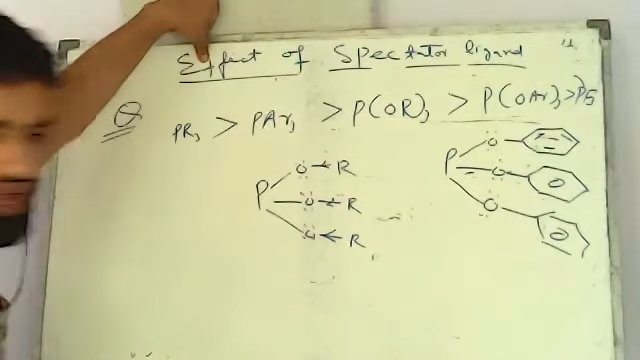 Effect of Spectator ligand
Q PR₃ > PAr₃ > P(OR)₃ > P(OAr)₃ > PF₃
O R
P O R
O R
O
P O
O